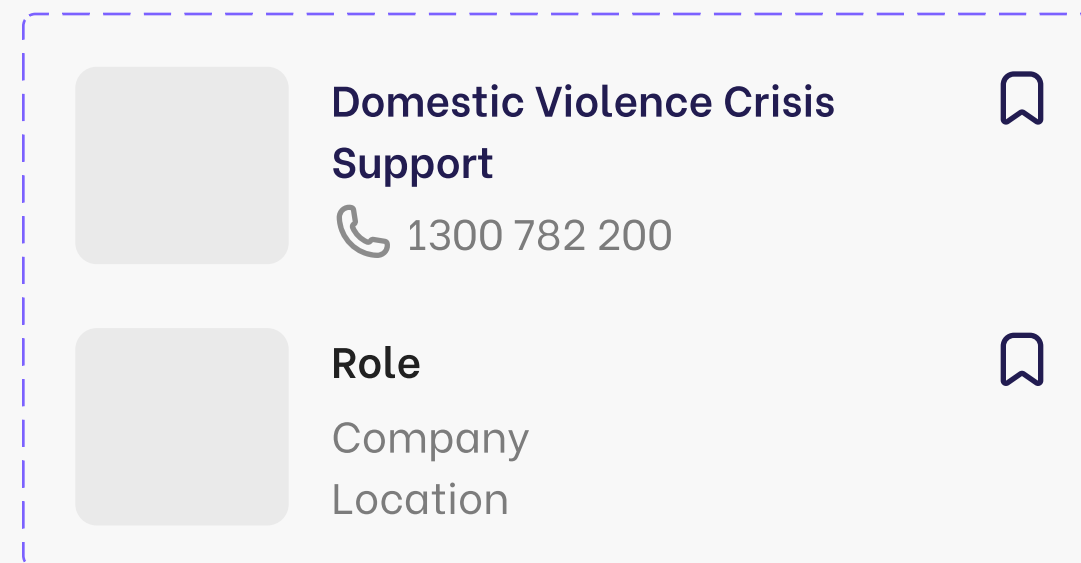 Domestic Violence Crisis
Support
1300 782 200
Role
Company
Location